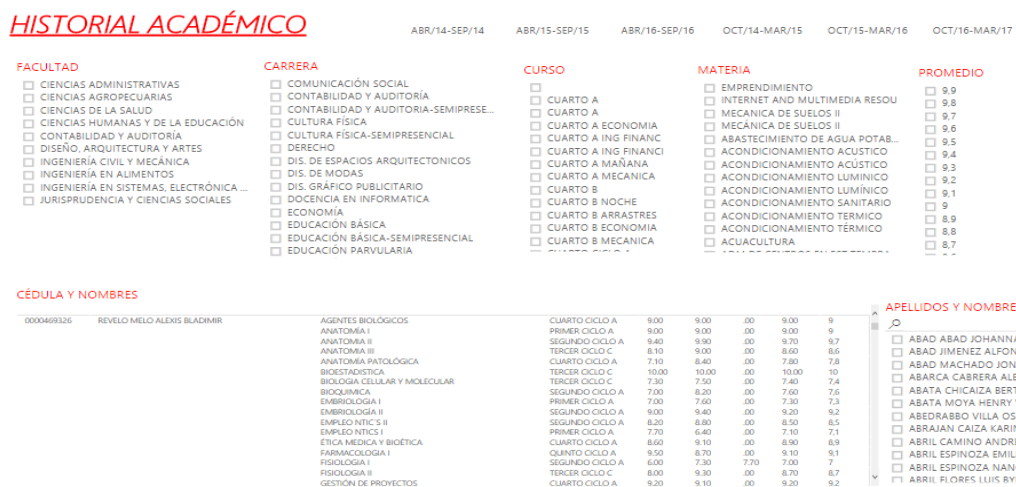 HISTORIAL ACADÉMICO
ABR/14-SEP/14 ABR/15-SEP/15 ABR/16-SEP/16 OCT/14-MAR/15 OCT/15-MAR/16 OCT/16-MAR/17
FACULTAD
CIENCIAS ADMINISTRATIVAS
CIENCIAS AGROPECUARIAS
CIENCIAS DE LA SALUD
CIENCIAS HUMANAS Y DE LA EDUCACIÓN
CONTABILIDAD Y AUDITORÍA
DISEÑO, ARQUITECTURA Y ARTES
INGENIERÍA CIVIL Y MECÁNICA
INGENIERÍA EN ALIMENTOS
INGENIERÍA EN SISTEMAS, ELECTRÓNICA ...
JURISPRUDENCIA Y CIENCIAS SOCIALES
CARRERA
COMUNICACIÓN SOCIAL
CONTABILIDAD Y AUDITORÍA
CONTABILIDAD Y AUDITORIA-SEMIPRESE...
CULTURA FÍSICA
CULTURA FÍSICA-SEMIPRESENCIAL
DERECHO
DIS. DE ESPACIOS ARQUITECTONICOS
DIS. DE MODAS
DIS. GRÁFICO PUBLICITARIO
DOCENCIA EN INFORMATICA
ECONOMÍA
EDUCACIÓN BÁSICA
EDUCACIÓN BÁSICA-SEMIPRESENCIAL
EDUCACIÓN PARVULARIA
CURSO
CUARTO A
CUARTO A
CUARTO A ECONOMIA
CUARTO A ING FINANC
CUARTO A ING FINANCI
CUARTO A MAÑANA
CUARTO A MECANICA
CUARTO B
CUARTO B NOCHE
CUARTO B ARRASTRES
CUARTO B ECONOMIA
CUARTO B MECANICA
CUARTO CICLO A
MATERIA
EMPRENDIMIENTO
INTERNET AND MULTIMEDIA RESOU
MECANICA DE SUELOS II
MECÁNICA DE SUELOS II
ABASTECIMIENTO DE AGUA POTAB...
ACONDICIONAMIENTO ACUSTICO
ACONDICIONAMIENTO ACÚSTICO
ACONDICIONAMIENTO LUMINICO
ACONDICIONAMIENTO LUMÍNICO
ACONDICIONAMIENTO SANITARIO
ACONDICIONAMIENTO TERMICO
ACONDICIONAMIENTO TÉRMICO
ACUACULTURA
PROMEDIO
9,9
9,8
9,7
9,6
9,5
9,4
9,3
9,2
9,1
9
8,9
8,8
8,7
CÉDULA Y NOMBRES
0000469326 REVELO MELO ALEXIS BLADIMIR AGENTES BIOLÓGICOS CUARTO CICLO A 9.00 9.00 .00 9.00 9
ANATOMÍA I PRIMER CICLO A 9.00 9.00 .00 9.00 9
ANATOMIA II SEGUNDO CICLO A 9.40 9.90 .00 9.70 9,7
ANATOMIA III TERCER CICLO C 8.10 9.00 .00 8.60 8,6
ANATOMÍA PATOLÓGICA CUARTO CICLO A 7.10 8.40 .00 7.80 7,8
BIOESTADISTICA TERCER CICLO C 10.00 10.00 .00 10.00 10
BIOLOGIA CELULAR Y MOLECULAR TERCER CICLO C 7.30 7.50 .00 7.40 7,4
BIOQUIMICA SEGUNDO CICLO A 7.00 8.20 .00 7.60 7,6
EMBRIOLOGIA I PRIMER CICLO A 7.00 7.60 .00 7.30 7,3
EMBRIOLOGÍA II SEGUNDO CICLO A 9.00 9.40 .00 9.20 9,2
EMPLEO NTIC´S II SEGUNDO CICLO A 8.20 8.80 .00 8.50 8,5
EMPLEO NTICS I PRIMER CICLO A 7.70 6.40 .00 7.10 7,1
ÉTICA MEDICA Y BIOÉTICA CUARTO CICLO A 8.60 9.10 .00 8.90 8,9
FARMACOLOGIA I QUINTO CICLO A 9.50 8.70 .00 9.10 9,1
FISIOLOGIA I SEGUNDO CICLO A 6.00 7.30 7.70 7.00 7
FISIOLOGIA II TERCER CICLO C 8.00 9.30 .00 8.70 8,7
GESTIÓN DE PROYECTOS CUARTO CICLO A 9.20 9.10 .00 9.20 9,2
APELLIDOS Y NOMBRE
ABAD ABAD JOHANNA
ABAD JIMENEZ ALFON
ABAD MACHADO JON
ABARCA CABRERA ALE
ABATA CHICAIZA BERT
ABATA MOYA HENRY
ABEDRABBO VILLA OS
ABRAJAN CAIZA KARIN
ABRIL CAMINO ANDRE
ABRIL ESPINOZA EMIL
ABRIL ESPINOZA NAN
ABRIL FLORES LUIS BY